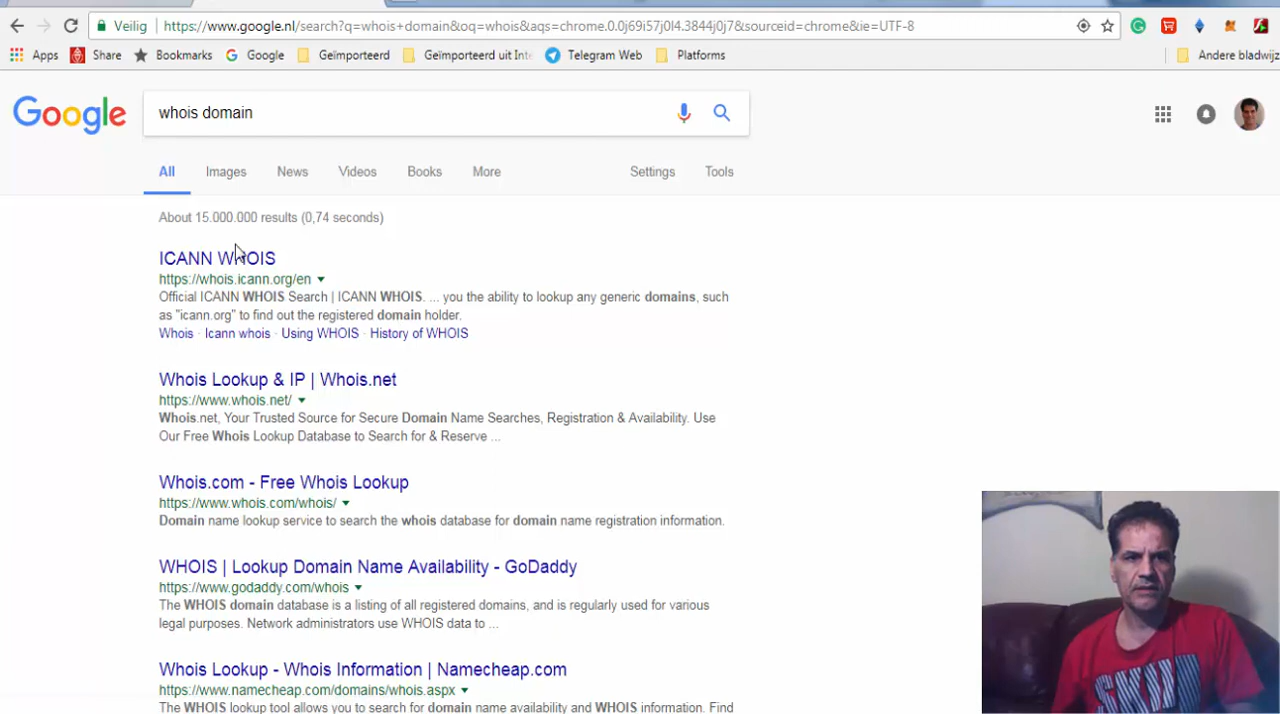 Veilig https://www.google.nl/search?q=whois+domain&oq=whois&aqs=chrome.0.0j69i57j0l4.3844j0j7&sourceid=chrome&ie=UTF-8
Apps Share Bookmarks Google Geïmporteerd Geïmporteerd uit Inte Telegram Web Platforms Andere bladwijz
Google whois domain
All Images News Videos Books More Settings Tools
About 15.000.000 results (0,74 seconds)
ICANN WHOIS
https://whois.icann.org/en
Official ICANN WHOIS Search | ICANN WHOIS. ... you the ability to lookup any generic domains, such
as "icann.org" to find out the registered domain holder.
Whois · Icann whois · Using WHOIS · History of WHOIS
Whois Lookup & IP | Whois.net
https://www.whois.net/
Whois.net, Your Trusted Source for Secure Domain Name Searches, Registration & Availability. Use
Our Free Whois Lookup Database to Search for & Reserve ...
Whois.com - Free Whois Lookup
https://www.whois.com/whois/
Domain name lookup service to search the whois database for domain name registration information.
WHOIS | Lookup Domain Name Availability - GoDaddy
https://www.godaddy.com/whois
The WHOIS domain database is a listing of all registered domains, and is regularly used for various
legal purposes. Network administrators use WHOIS data to ...
Whois Lookup - Whois Information | Namecheap.com
https://www.namecheap.com/domains/whois.aspx
The WHOIS lookup tool allows you to search for domain name availability and WHOIS information. Find